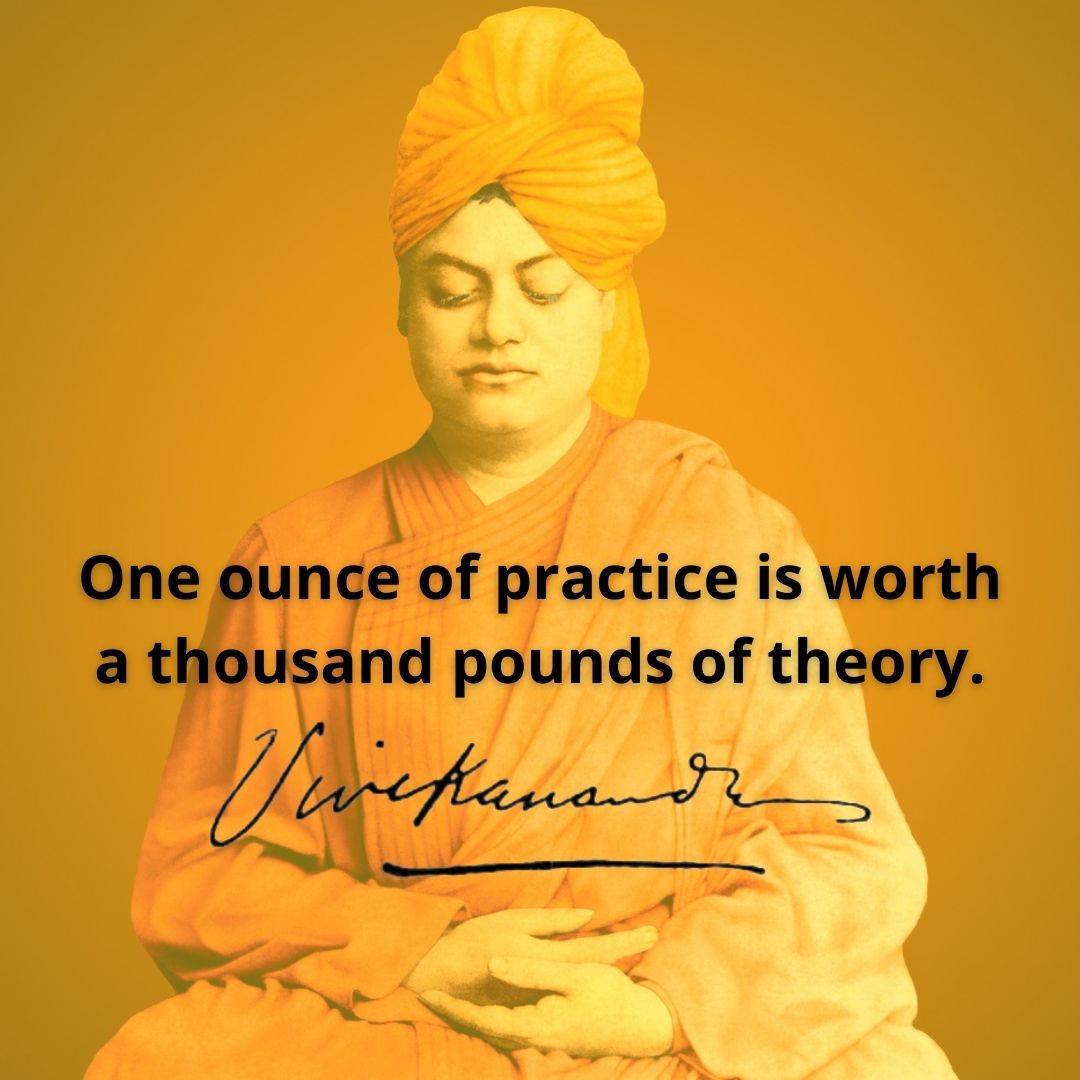 One ounce of practice is worth
a thousand pounds of theory.
Vivekananda